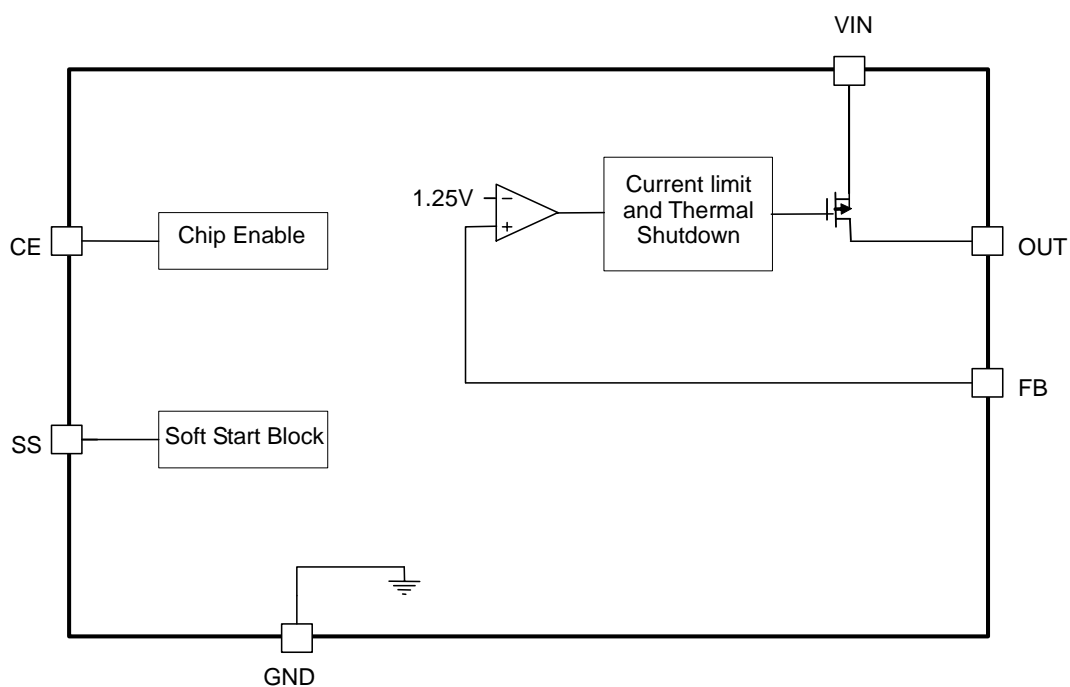 VIN
1.25V
−
+
Current limit
and Thermal
Shutdown
CE
Chip Enable
OUT
FB
SS
Soft Start Block
GND